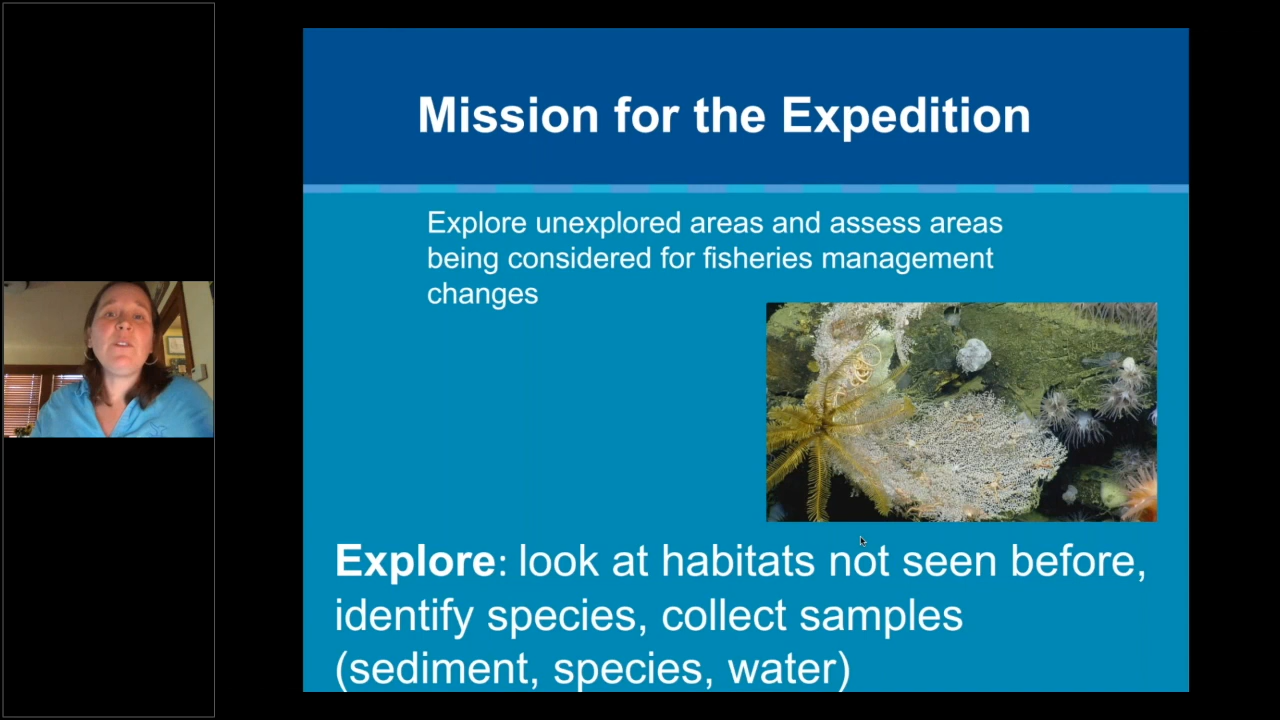 Mission for the Expedition
Explore unexplored areas and assess areas
being considered for fisheries management
changes
Explore: look at habitats not seen before,
identify species, collect samples
(sediment, species, water)